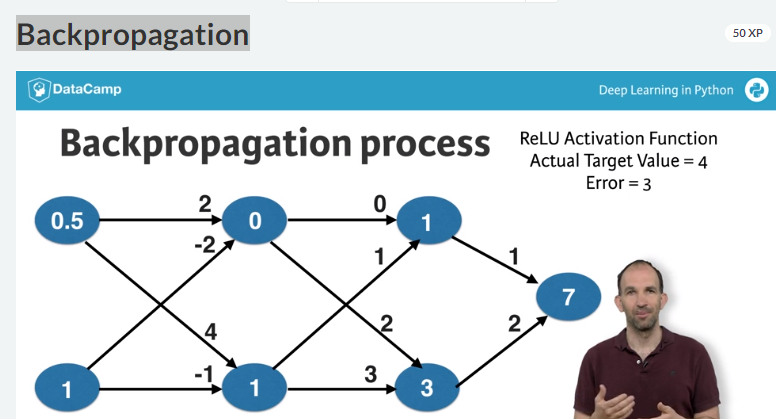 Backpropagation
50 XP
DataCamp
Deep Learning in Python
Backpropagation process
ReLU Activation Function
Actual Target Value = 4
Error = 3
0.5
2
0
0
1
-2
1
1
7
4
2
2
1
-1
1
3
3